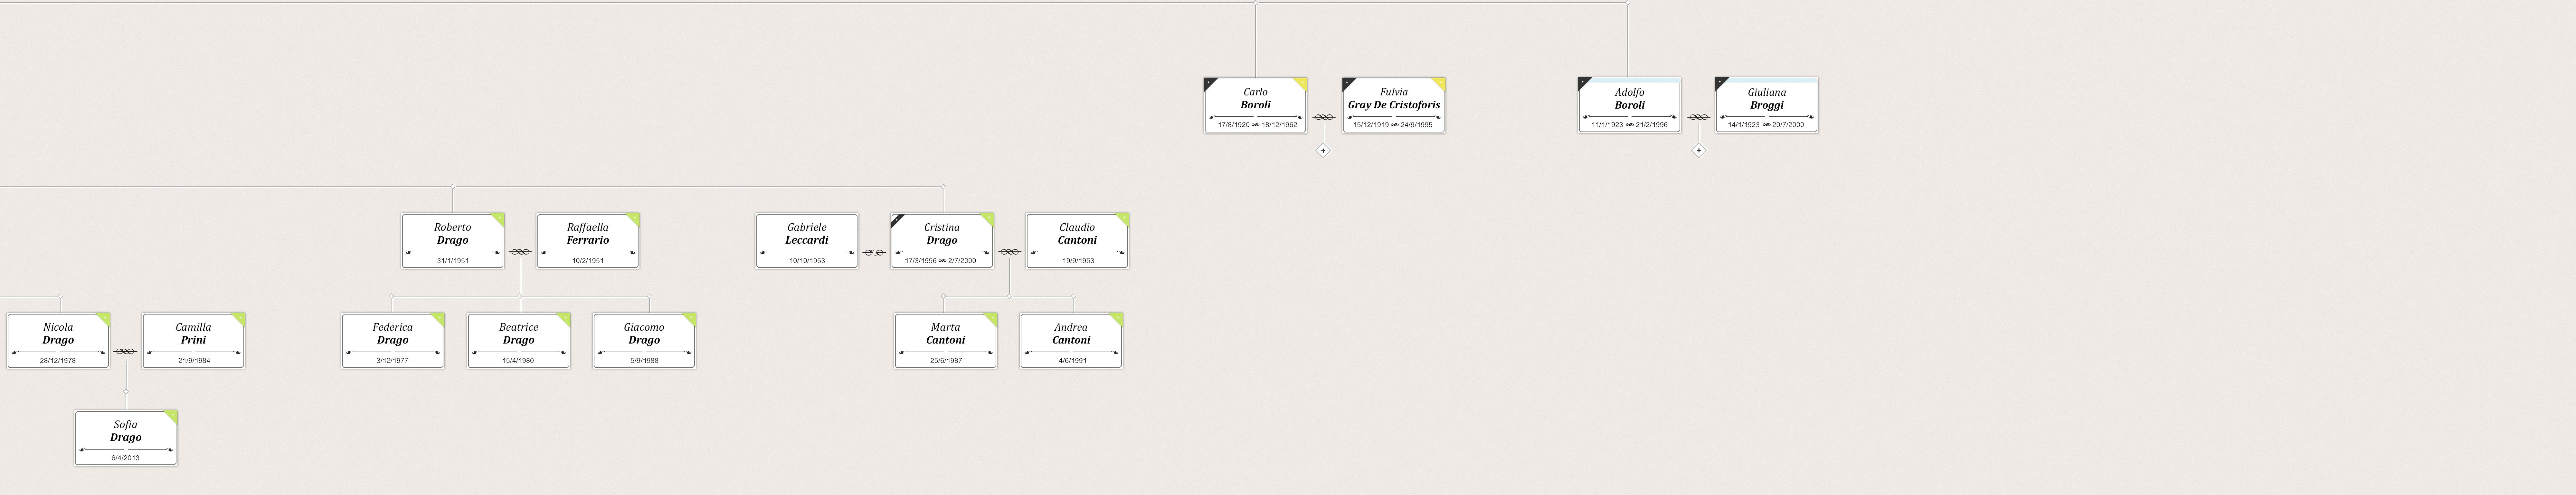 Carlo
Boroli
17/8/1920 18/12/1962
Fulvia
Gray De Cristoforis
15/12/1919 24/9/1995
Adolfo
Boroli
11/1/1923 21/2/1996
Giuliana
Broggi
14/1/1923 20/7/2000
+
+
Roberto
Drago
31/1/1951
Raffaella
Ferrario
10/2/1951
Gabriele
Leccardi
10/10/1953
Cristina
Drago
17/3/1956 2/7/2000
Claudio
Cantoni
19/9/1953
Nicola
Drago
28/12/1978
Camilla
Prini
21/9/1984
Federica
Drago
3/12/1977
Beatrice
Drago
15/4/1980
Giacomo
Drago
5/9/1988
Marta
Cantoni
25/6/1987
Andrea
Cantoni
4/6/1991
Sofia
Drago
6/4/2013